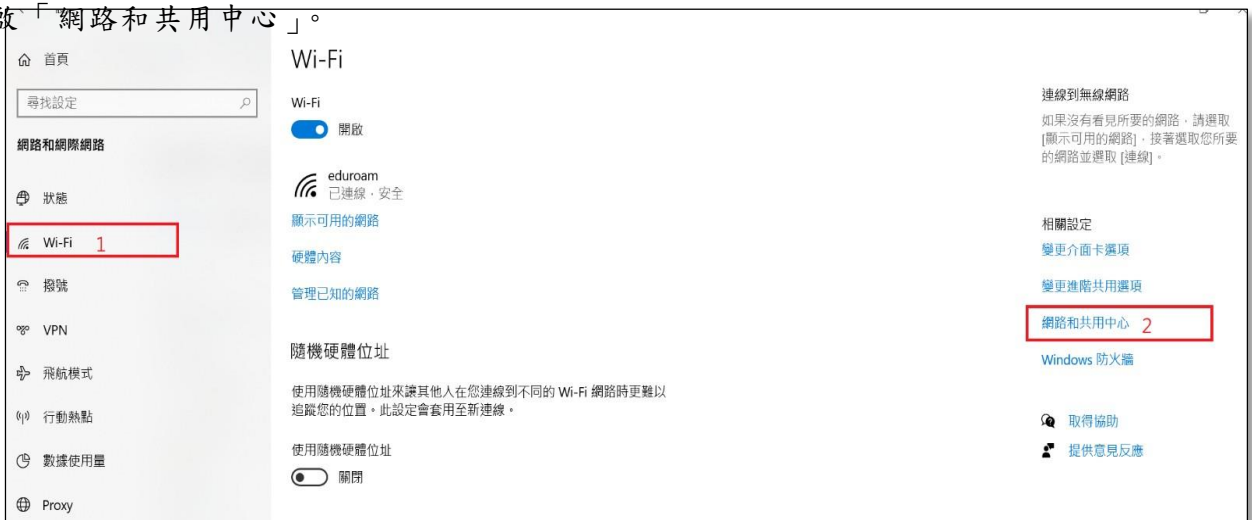 啟「網路和共用中心」。
首頁
尋找設定
網路和網際網路
狀態
Wi-Fi 1
撥號
VPN
飛航模式
行動熱點
數據使用量
Proxy
Wi-Fi
Wi-Fi
開啟
eduroam
已連線，安全
顯示可用的網路
硬體內容
管理已知的網路
隨機硬體位址
使用隨機硬體位址來讓其他人在您連線到不同的 Wi-Fi 網路時更難以
追蹤您的位置。此設定會套用至新連線。
使用隨機硬體位址
關閉
連線到無線網路
如果沒有看見所要的網路，請選取
[顯示可用的網路]，接著選取您所要
的網路並選取 [連線]。
相關設定
變更介面卡選項
變更進階共用選項
網路和共用中心 2
Windows 防火牆
取得協助
提供意見反應